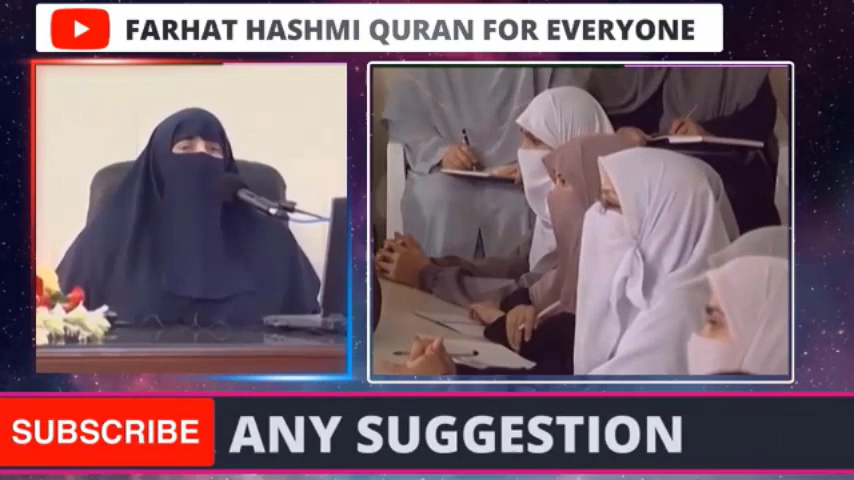 FARHAT HASHMI QURAN FOR EVERYONE
SUBSCRIBE ANY SUGGESTION